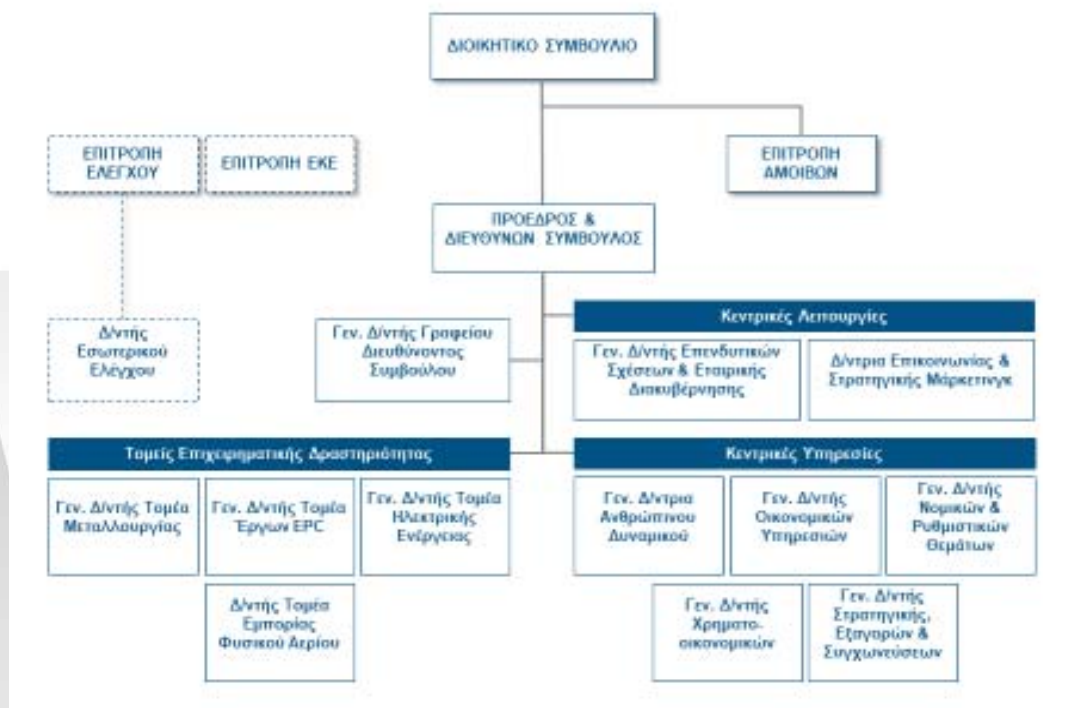 ΔΙΟΙΚΗΤΙΚΟ ΣΥΜΒΟΥΛΙΟ
ΕΠΙΤΡΟΠΗ
ΕΛΕΓΧΟΥ
ΕΠΙΤΡΟΠΗ ΕΚΕ
ΕΠΙΤΡΟΠΗ
ΑΜΟΙΒΩΝ
ΠΡΟΕΔΡΟΣ &
ΔΙΕΥΘΥΝΩΝ ΣΥΜΒΟΥΛΟΣ
Δ/ντής
Εσωτερικού
Ελέγχου
Γεν. Δ/ντής Γραφείου
Διευθύνοντος
Συμβούλου
Κεντρικές Λειτουργίες
Γεν. Δ/ντής Επενδυτικών
Σχέσεων & Εταιρικής
Διακυβέρνησης
Δ/ντρια Επικοινωνίας &
Στρατηγικής Μάρκετινγκ
Τομείς Επιχειρηματικής Δραστηριότητας
Γεν. Δ/ντής Τομέα
Μεταλλουργίας
Γεν. Δ/ντής Τομέα
Έργων EPC
Γεν. Δ/ντής Τομέα
Ηλεκτρικής
Ενέργειας
Δ/ντής Τομέα
Εμπορίας
Φυσικού Αερίου
Κεντρικές Υπηρεσίες
Γεν. Δ/ντρια
Ανθρώπινου
Δυναμικού
Γεν. Δ/ντής
Οικονομικών
Υπηρεσιών
Γεν. Δ/ντής
Νομικών &
Ρυθμιστικών
Θεμάτων
Γεν. Δ/ντής
Χρηματο-
οικονομικών
Γεν. Δ/ντής
Στρατηγικής,
Εξαγορών &
Συγχωνεύσεων